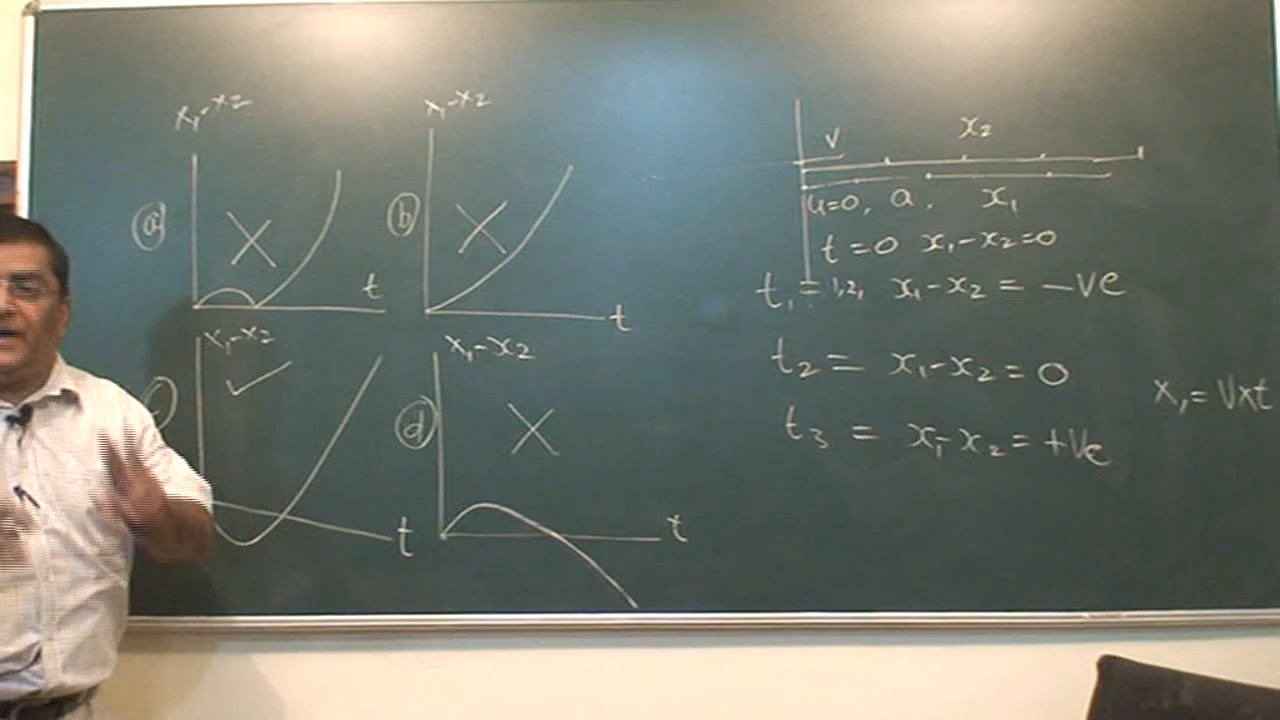 x₁-x₂
x₁-x₂
ⓐ
ⓑ
t
t
x₁-x₂
x₁-x₂
ⓓ
t
t
v x₂
u=0, a, x₁
t=0 x₁-x₂=0
t₁ = 1,2, x₁-x₂ = -ve
t₂ = x₁-x₂ = 0
t₃ = x₁-x₂ = +ve
x₁ = V×t